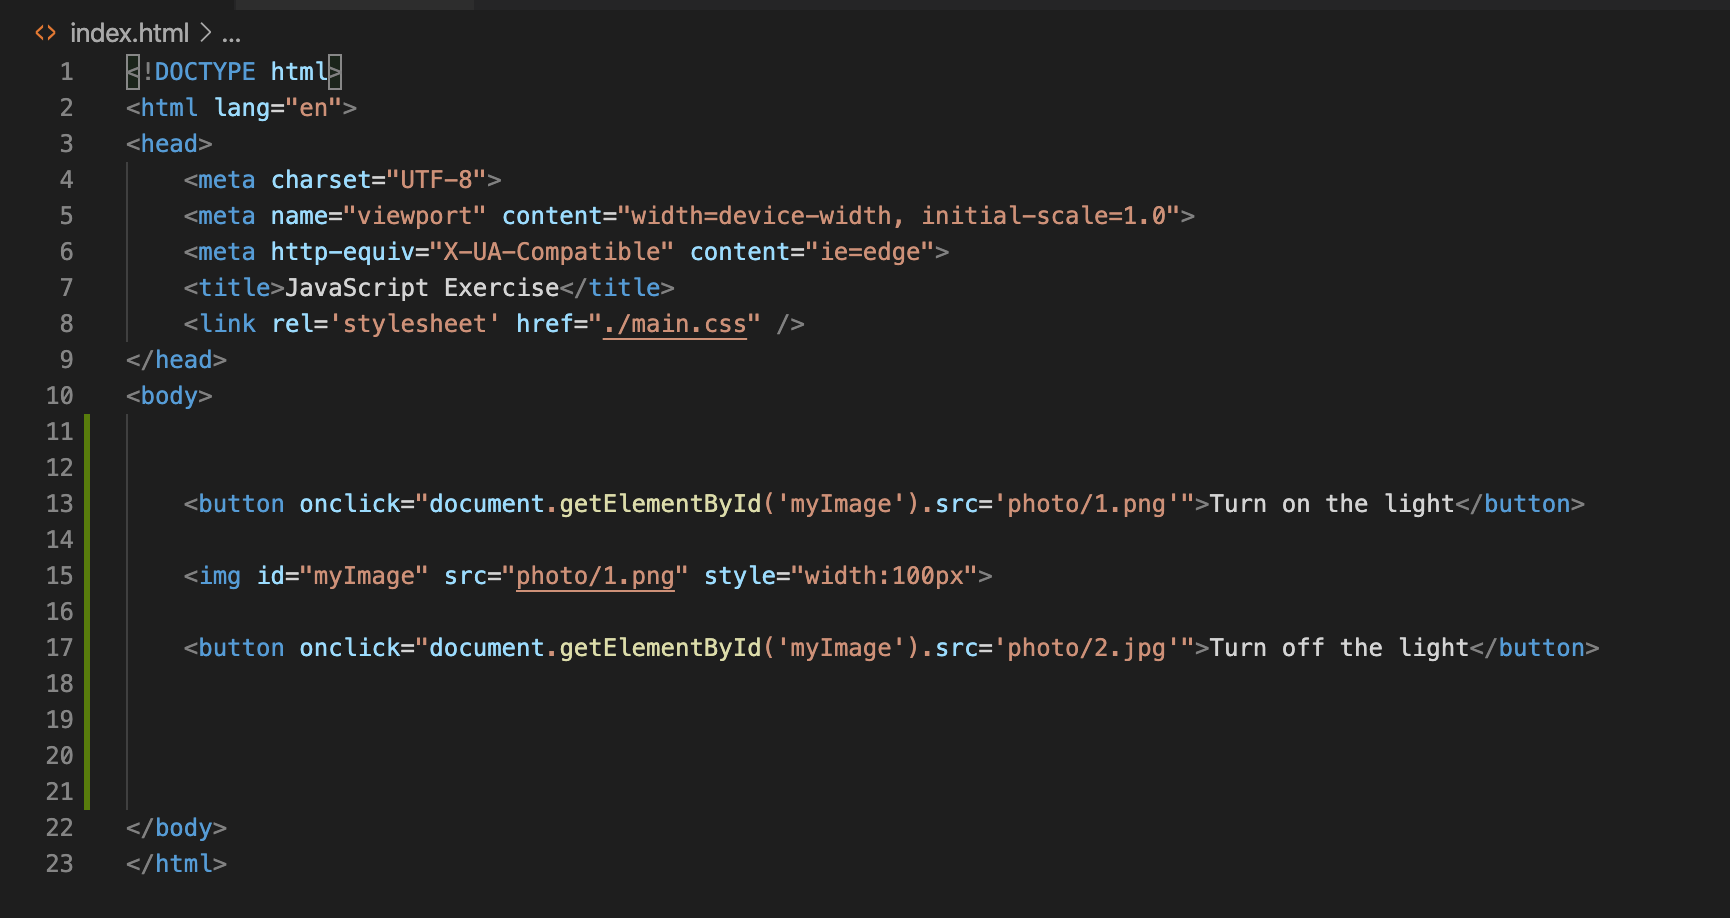 <> index.html > ...
1 <!DOCTYPE html>
2 <html lang="en">
3 <head>
4     <meta charset="UTF-8">
5     <meta name="viewport" content="width=device-width, initial-scale=1.0">
6     <meta http-equiv="X-UA-Compatible" content="ie=edge">
7     <title>JavaScript Exercise</title>
8     <link rel='stylesheet' href="./main.css" />
9 </head>
10 <body>
11
12
13     <button onclick="document.getElementById('myImage').src='photo/1.png'">Turn on the light</button>
14
15     <img id="myImage" src="photo/1.png" style="width:100px">
16
17     <button onclick="document.getElementById('myImage').src='photo/2.jpg'">Turn off the light</button>
18
19
20
21
22 </body>
23 </html>